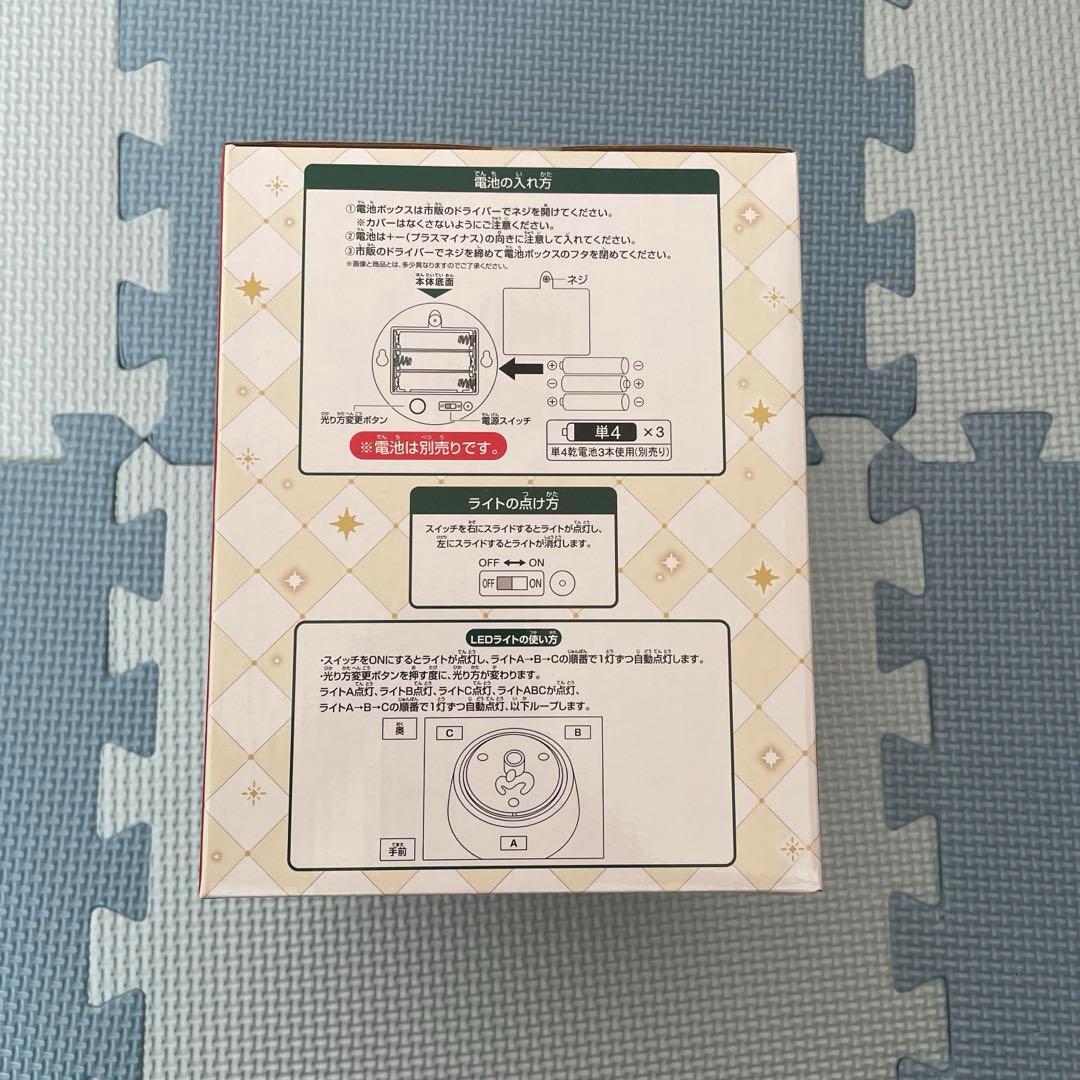 電池の入れ方
①電池ボックスは市販のドライバーでネジを開けてください。
※カバーはなくさないようにご注意ください。
②電池は＋－(プラスマイナス)の向きに注意して入れてください。
③市販のドライバーでネジを締めて電池ボックスのフタを閉めてください。
※画像と商品とは、多少異なりますのでご了承ください。
本体底面
ネジ
光り方変更ボタン
電源スイッチ
※電池は別売りです。
単4 ×3
単4乾電池3本使用(別売り)
ライトの点け方
スイッチを右にスライドするとライトが点灯し、
左にスライドするとライトが消灯します。
OFF ↔ ON
OFF ON
LEDライトの使い方
・スイッチをONにするとライトが点灯し、ライトA→B→Cの順番で1灯ずつ自動点灯します。
・光り方変更ボタンを押す度に、光り方が変わります。
ライトA点灯、ライトB点灯、ライトC点灯、ライトABCが点灯、
ライトA→B→Cの順番で1灯ずつ自動点灯、以下ループします。
奥
C
B
手前
A